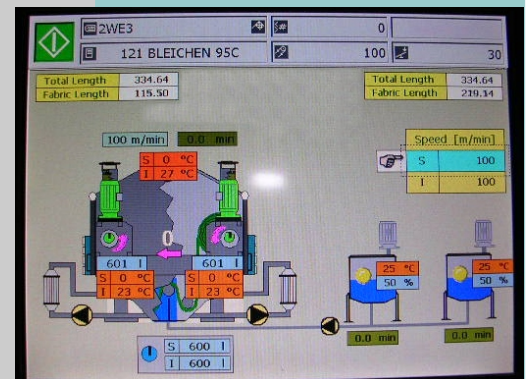 2WE3 0
121 BLEICHEN 95C 100 30
Total Length 334.64
Fabric Length 115.50
Total Length 334.64
Fabric Length 219.14
100 m/min 0.0 min
S 0 °C
I 27 °C
Speed [m/min]
S 100
I 100
0
601 l 601 l
S 0 °C S 0 °C
I 23 °C I 23 °C
25 °C 25 °C
50 % 50 %
0.0 min 0.0 min
S 600 l
I 600 l